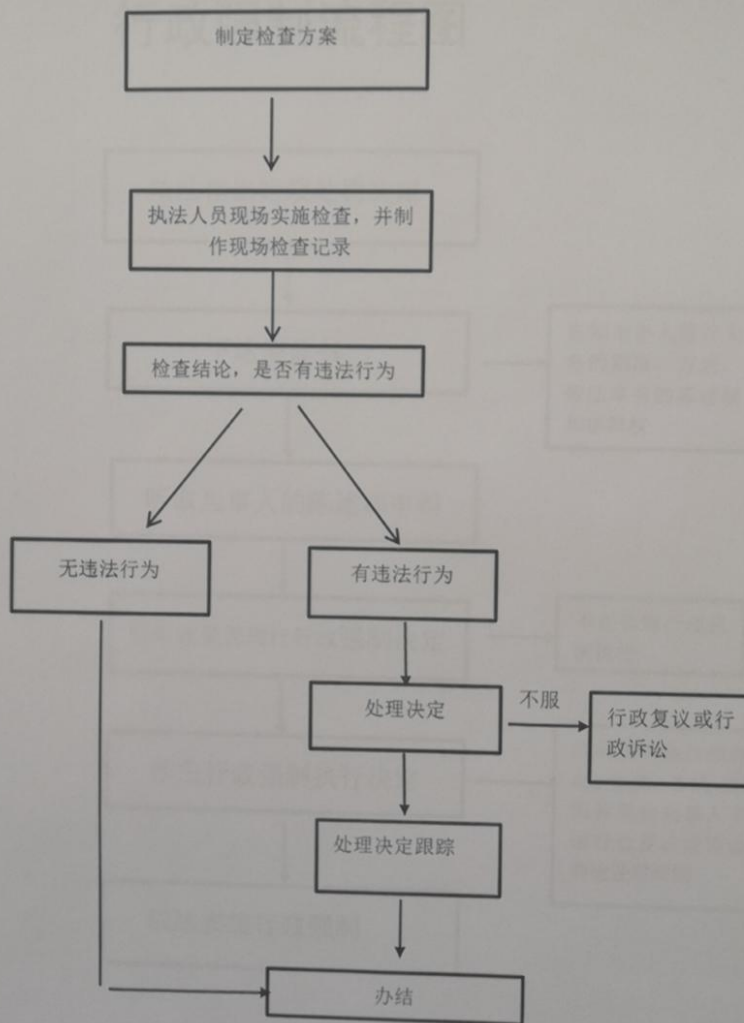 制定检查方案
执法人员现场实施检查，并制
作现场检查记录
检查结论，是否有违法行为
无违法行为
有违法行为
处理决定
不服
行政复议或行
政诉讼
处理决定跟踪
办结